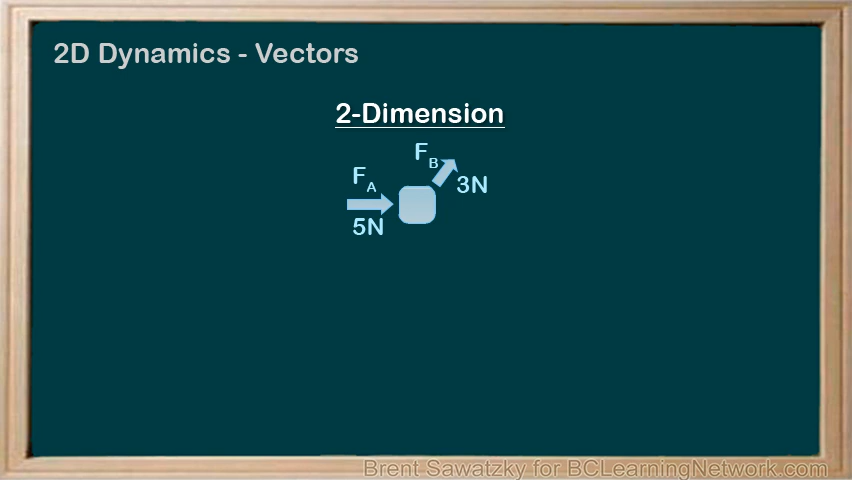 2D Dynamics - Vectors
2-Dimension
F_B
F_A
3N
5N
Brent Sawatzky for BCLearningNetwork.com